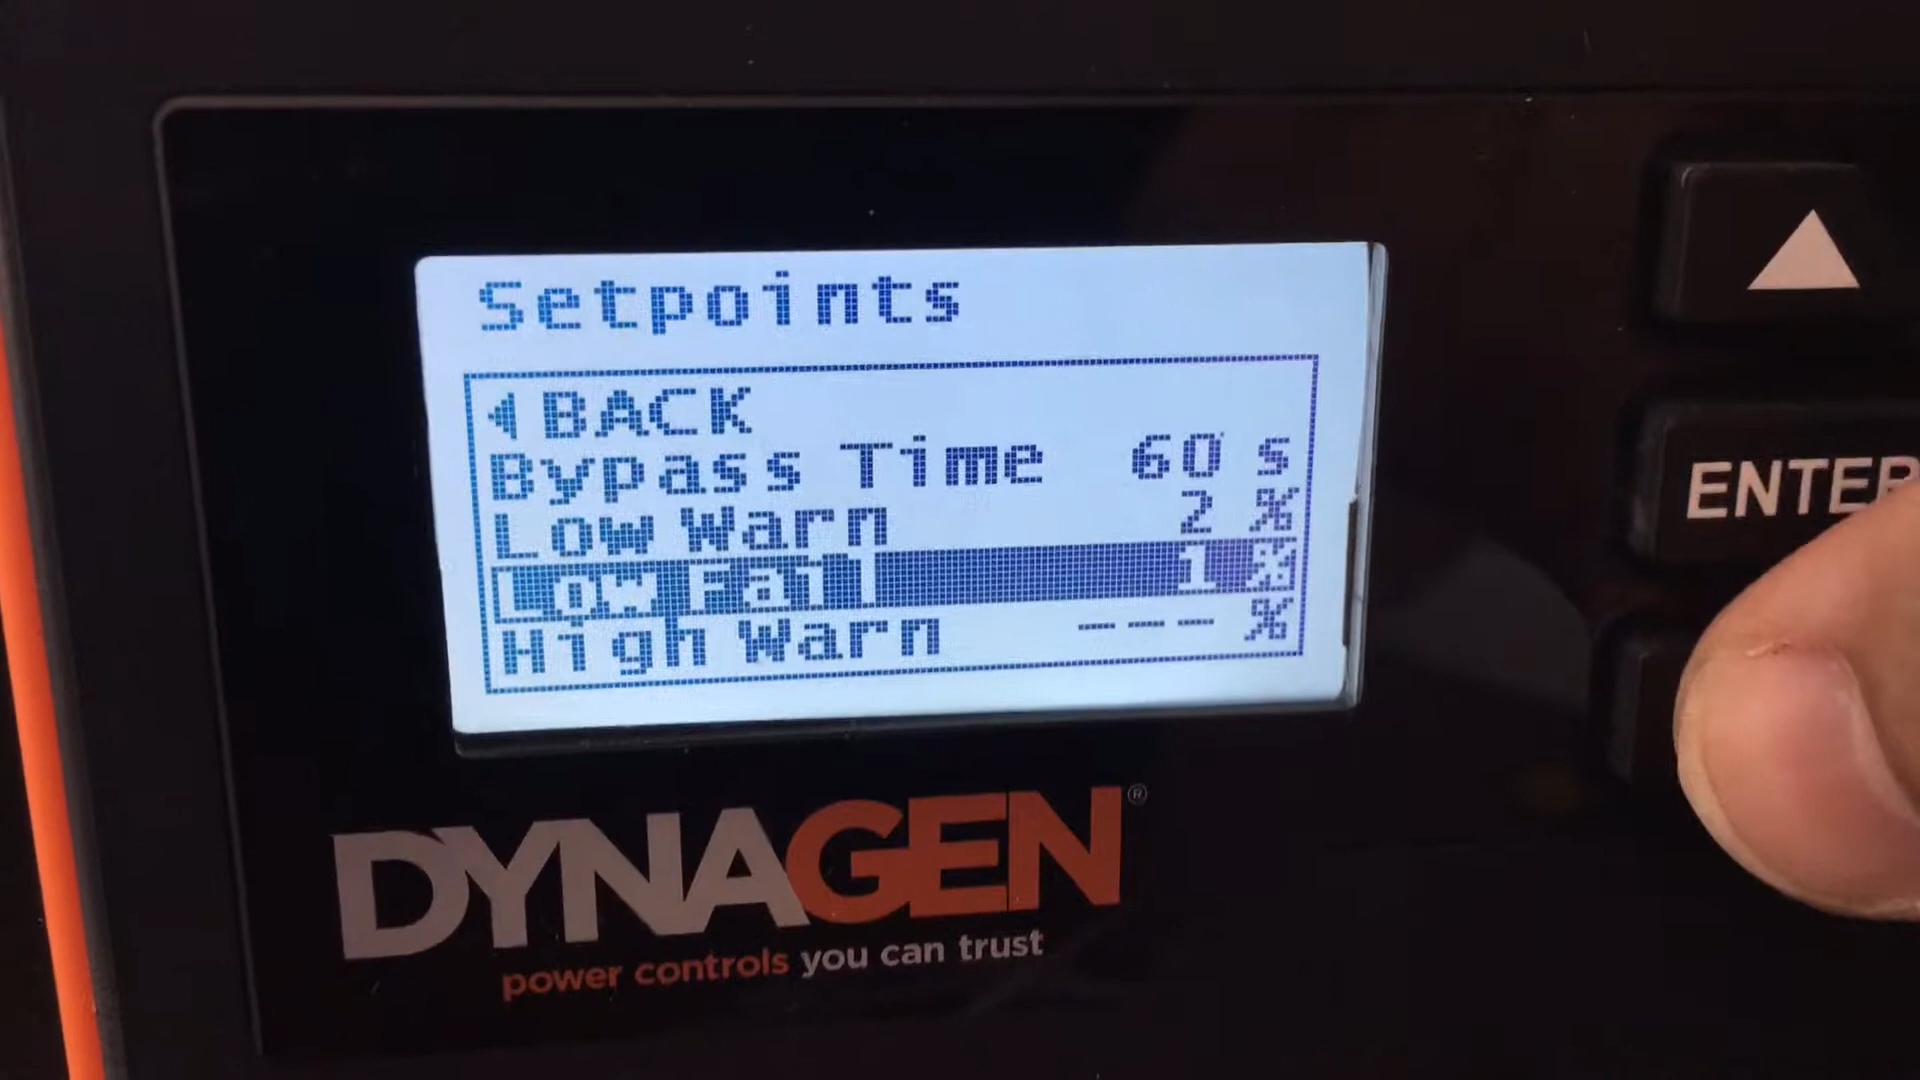 Setpoints
◄BACK
Bypass Time 60 s
Low Warn 2 %
Low Fail 1 %
High Warn --- %
ENTER
DYNAGEN®
power controls you can trust